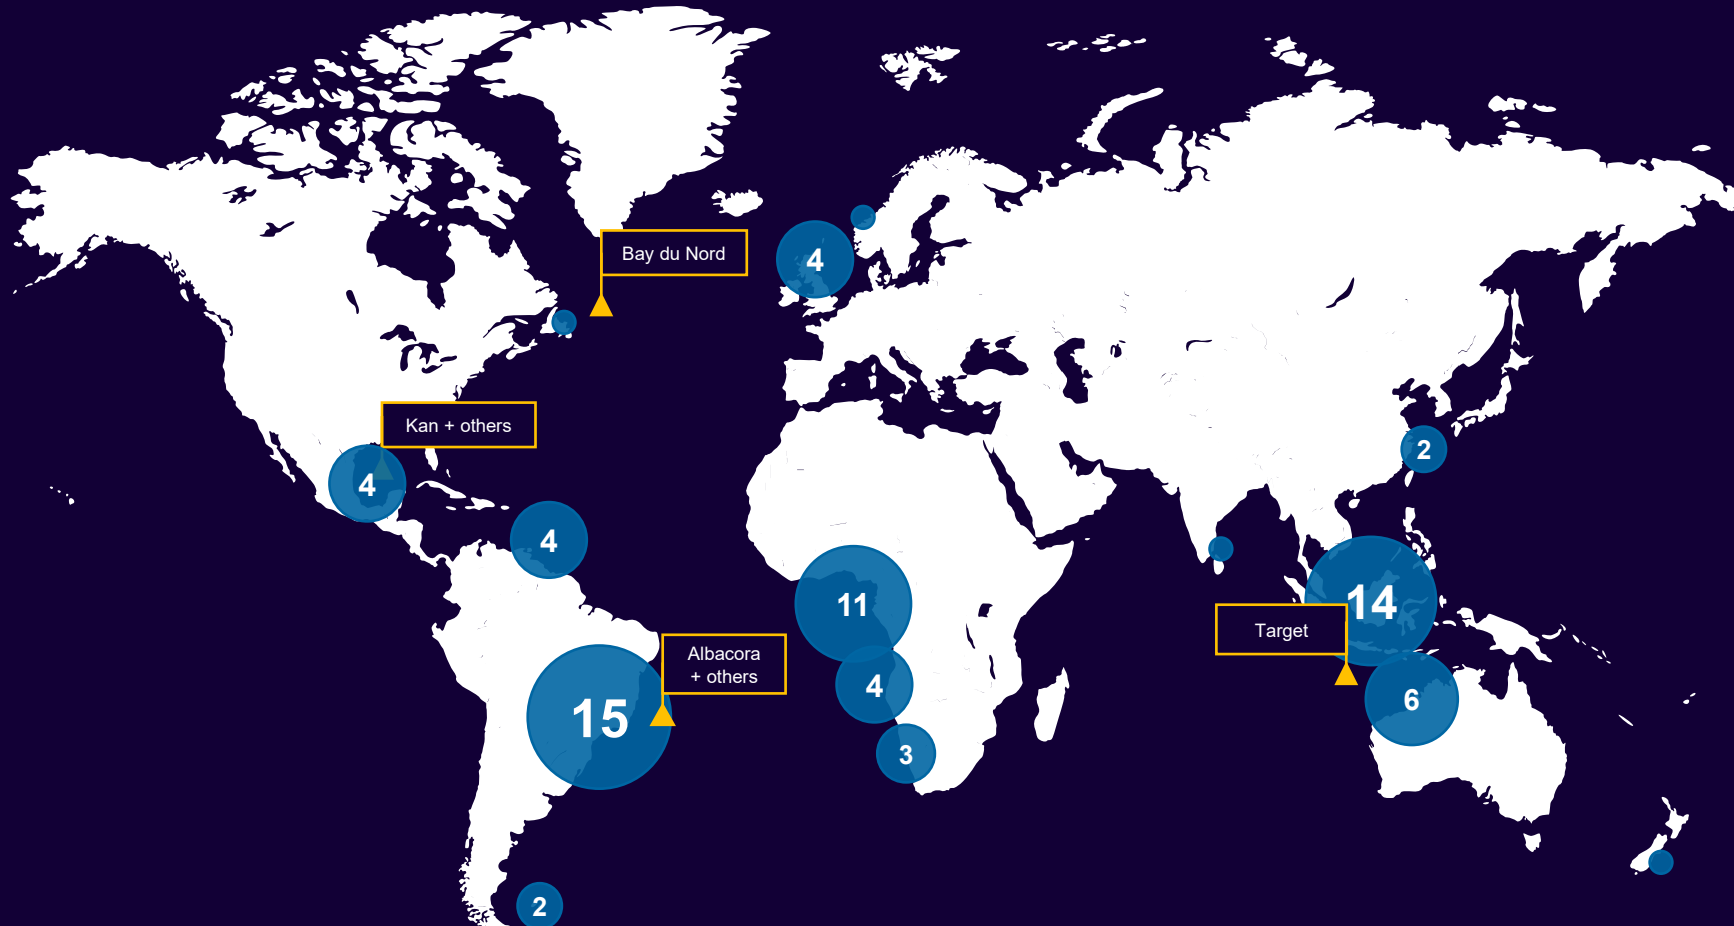 Bay du Nord
4
Kan + others
2
4
4
11
14
Target
Albacora
+ others
4
6
15
3
2